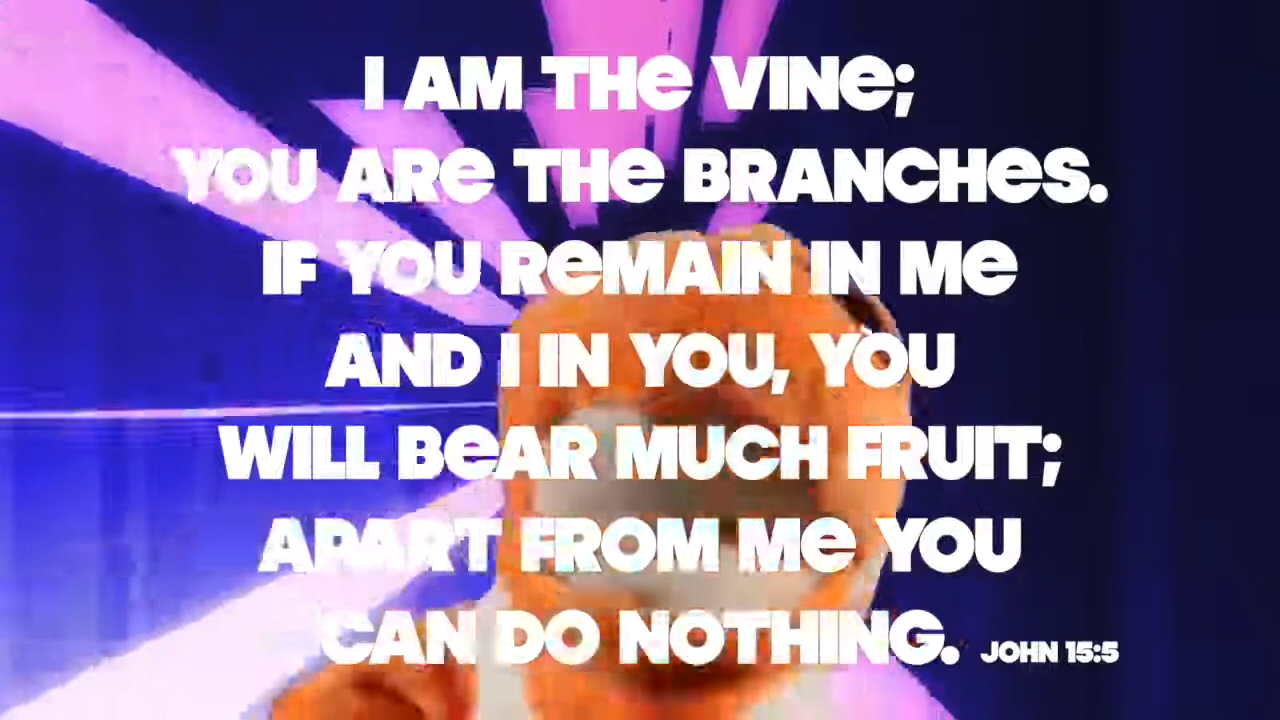 I AM THE VINE;
YOU ARE THE BRANCHES.
IF YOU REMAIN IN ME
AND I IN YOU, YOU
WILL BEAR MUCH FRUIT;
APART FROM ME YOU
CAN DO NOTHING. JOHN 15:5